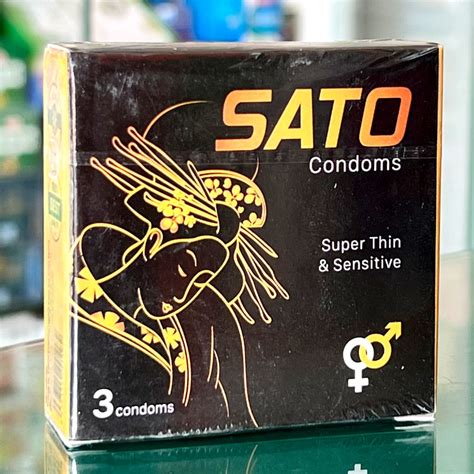 SATO
Condoms
Super Thin
& Sensitive
3 condoms